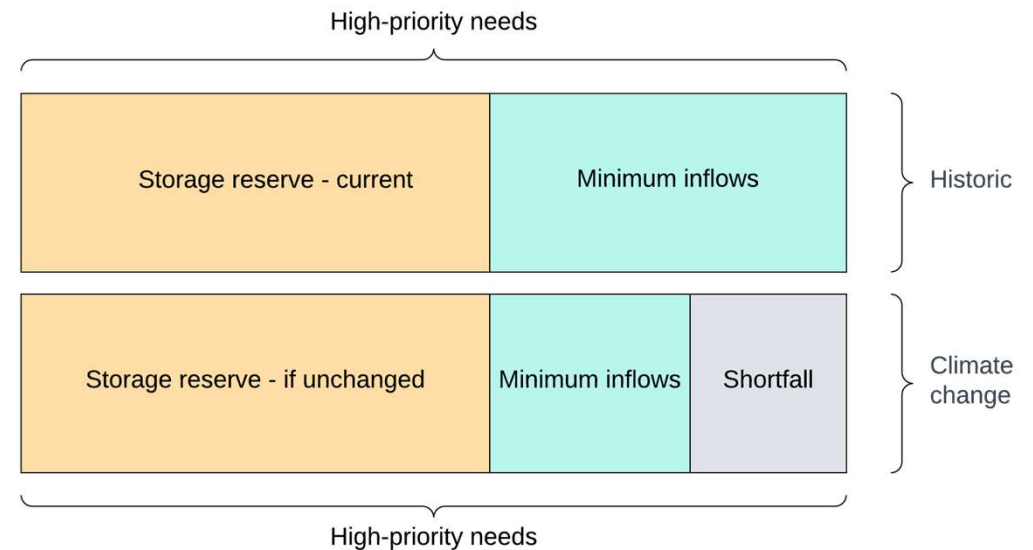 High-priority needs
Storage reserve - current
Minimum inflows
Historic
Storage reserve - if unchanged
Minimum inflows
Shortfall
Climate
change
High-priority needs